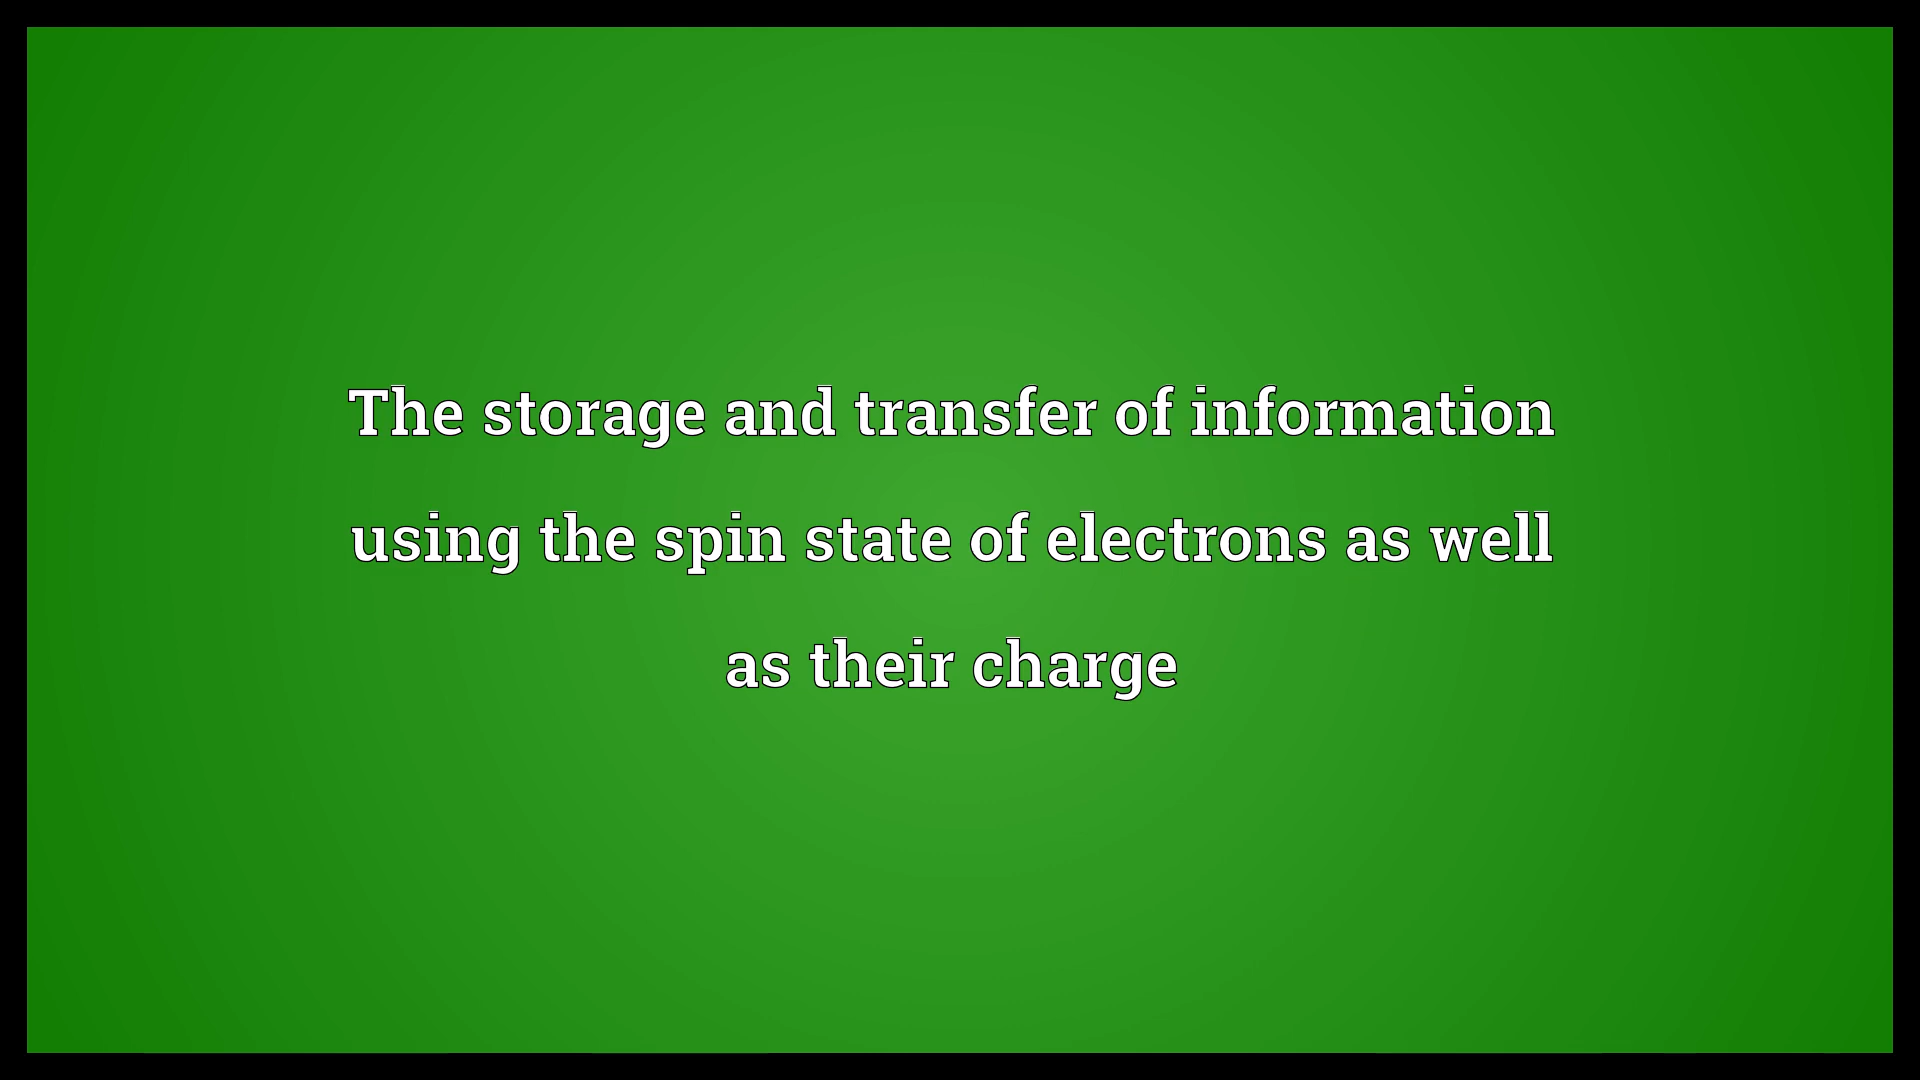 The storage and transfer of information
using the spin state of electrons as well
as their charge